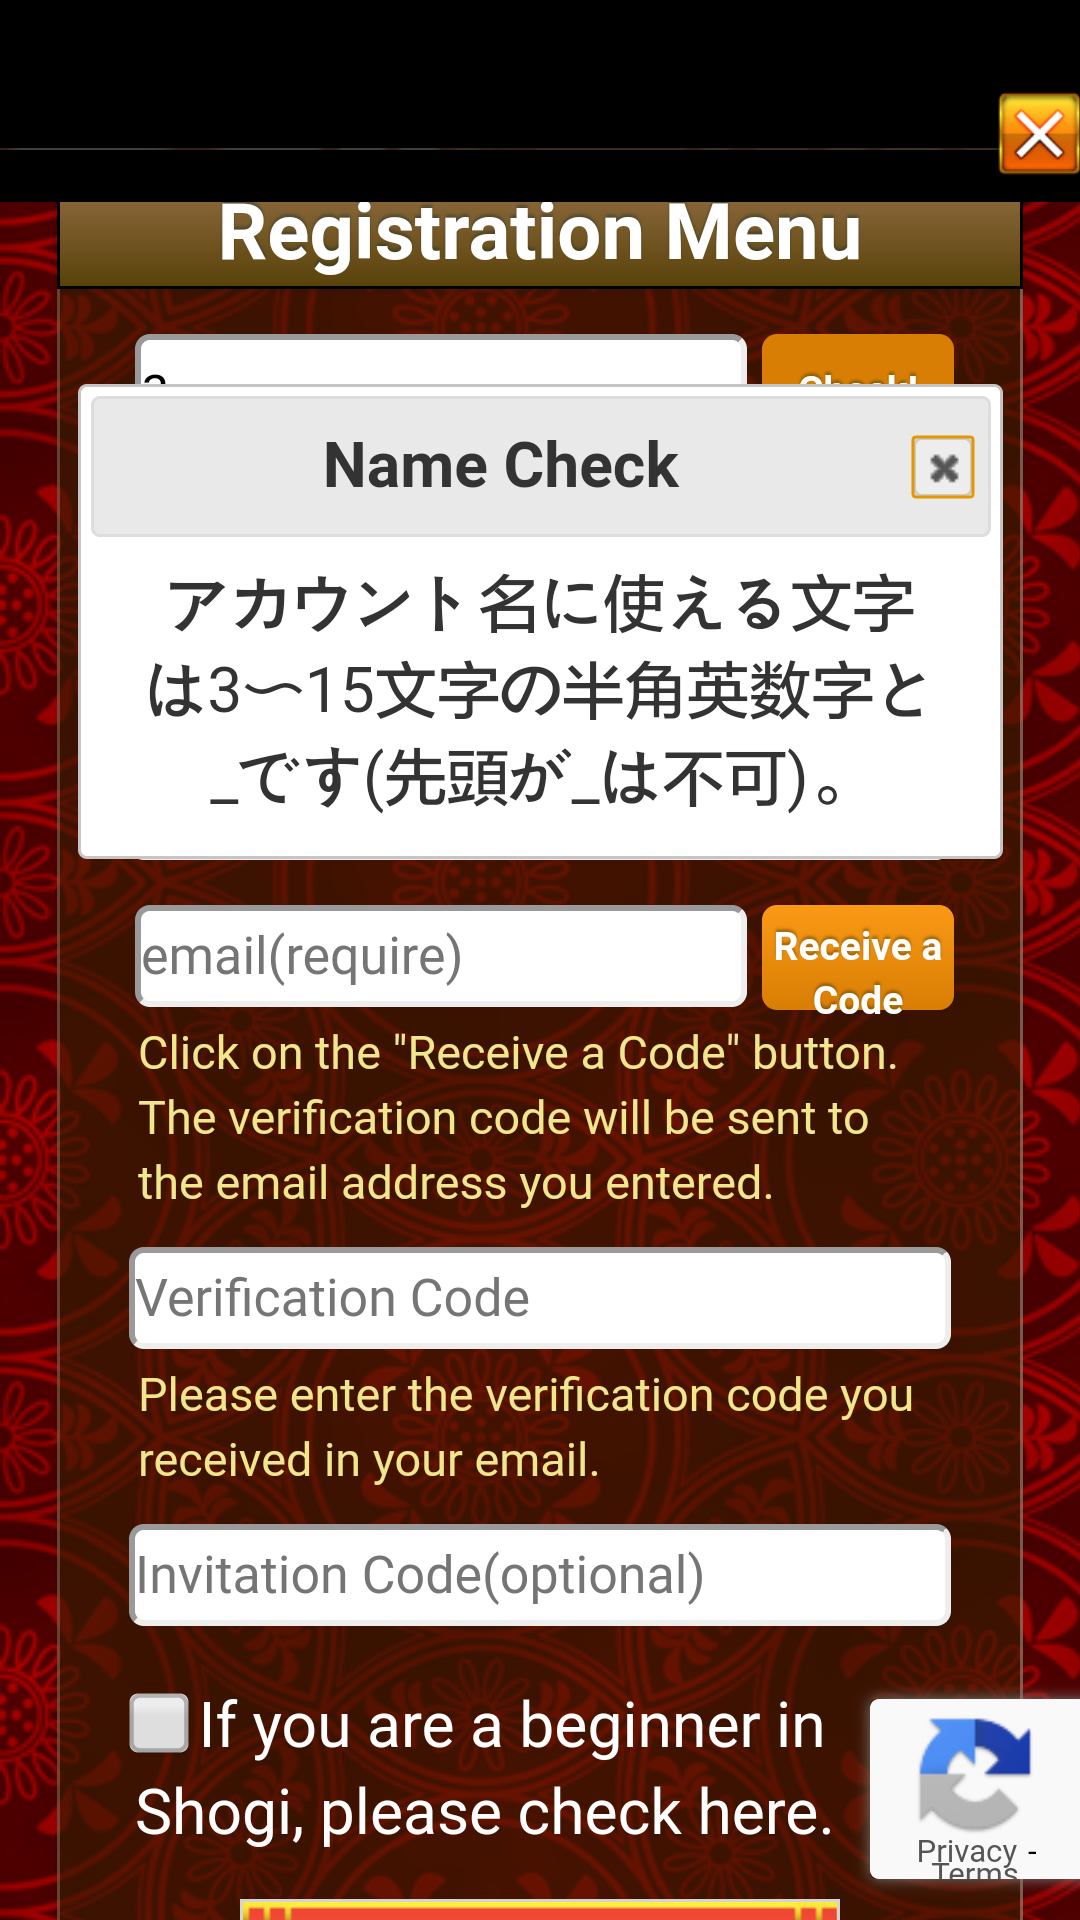 Registration Menu
Check!
Name Check
アカウント名に使える文字
は3〜15文字の半角英数字と
_です(先頭が_は不可)。
email(require)
Receive a
Code
Click on the "Receive a Code" button.
The verification code will be sent to
the email address you entered.
Verification Code
Please enter the verification code you
received in your email.
Invitation Code(optional)
If you are a beginner in
Shogi, please check here.
Privacy -
Terms